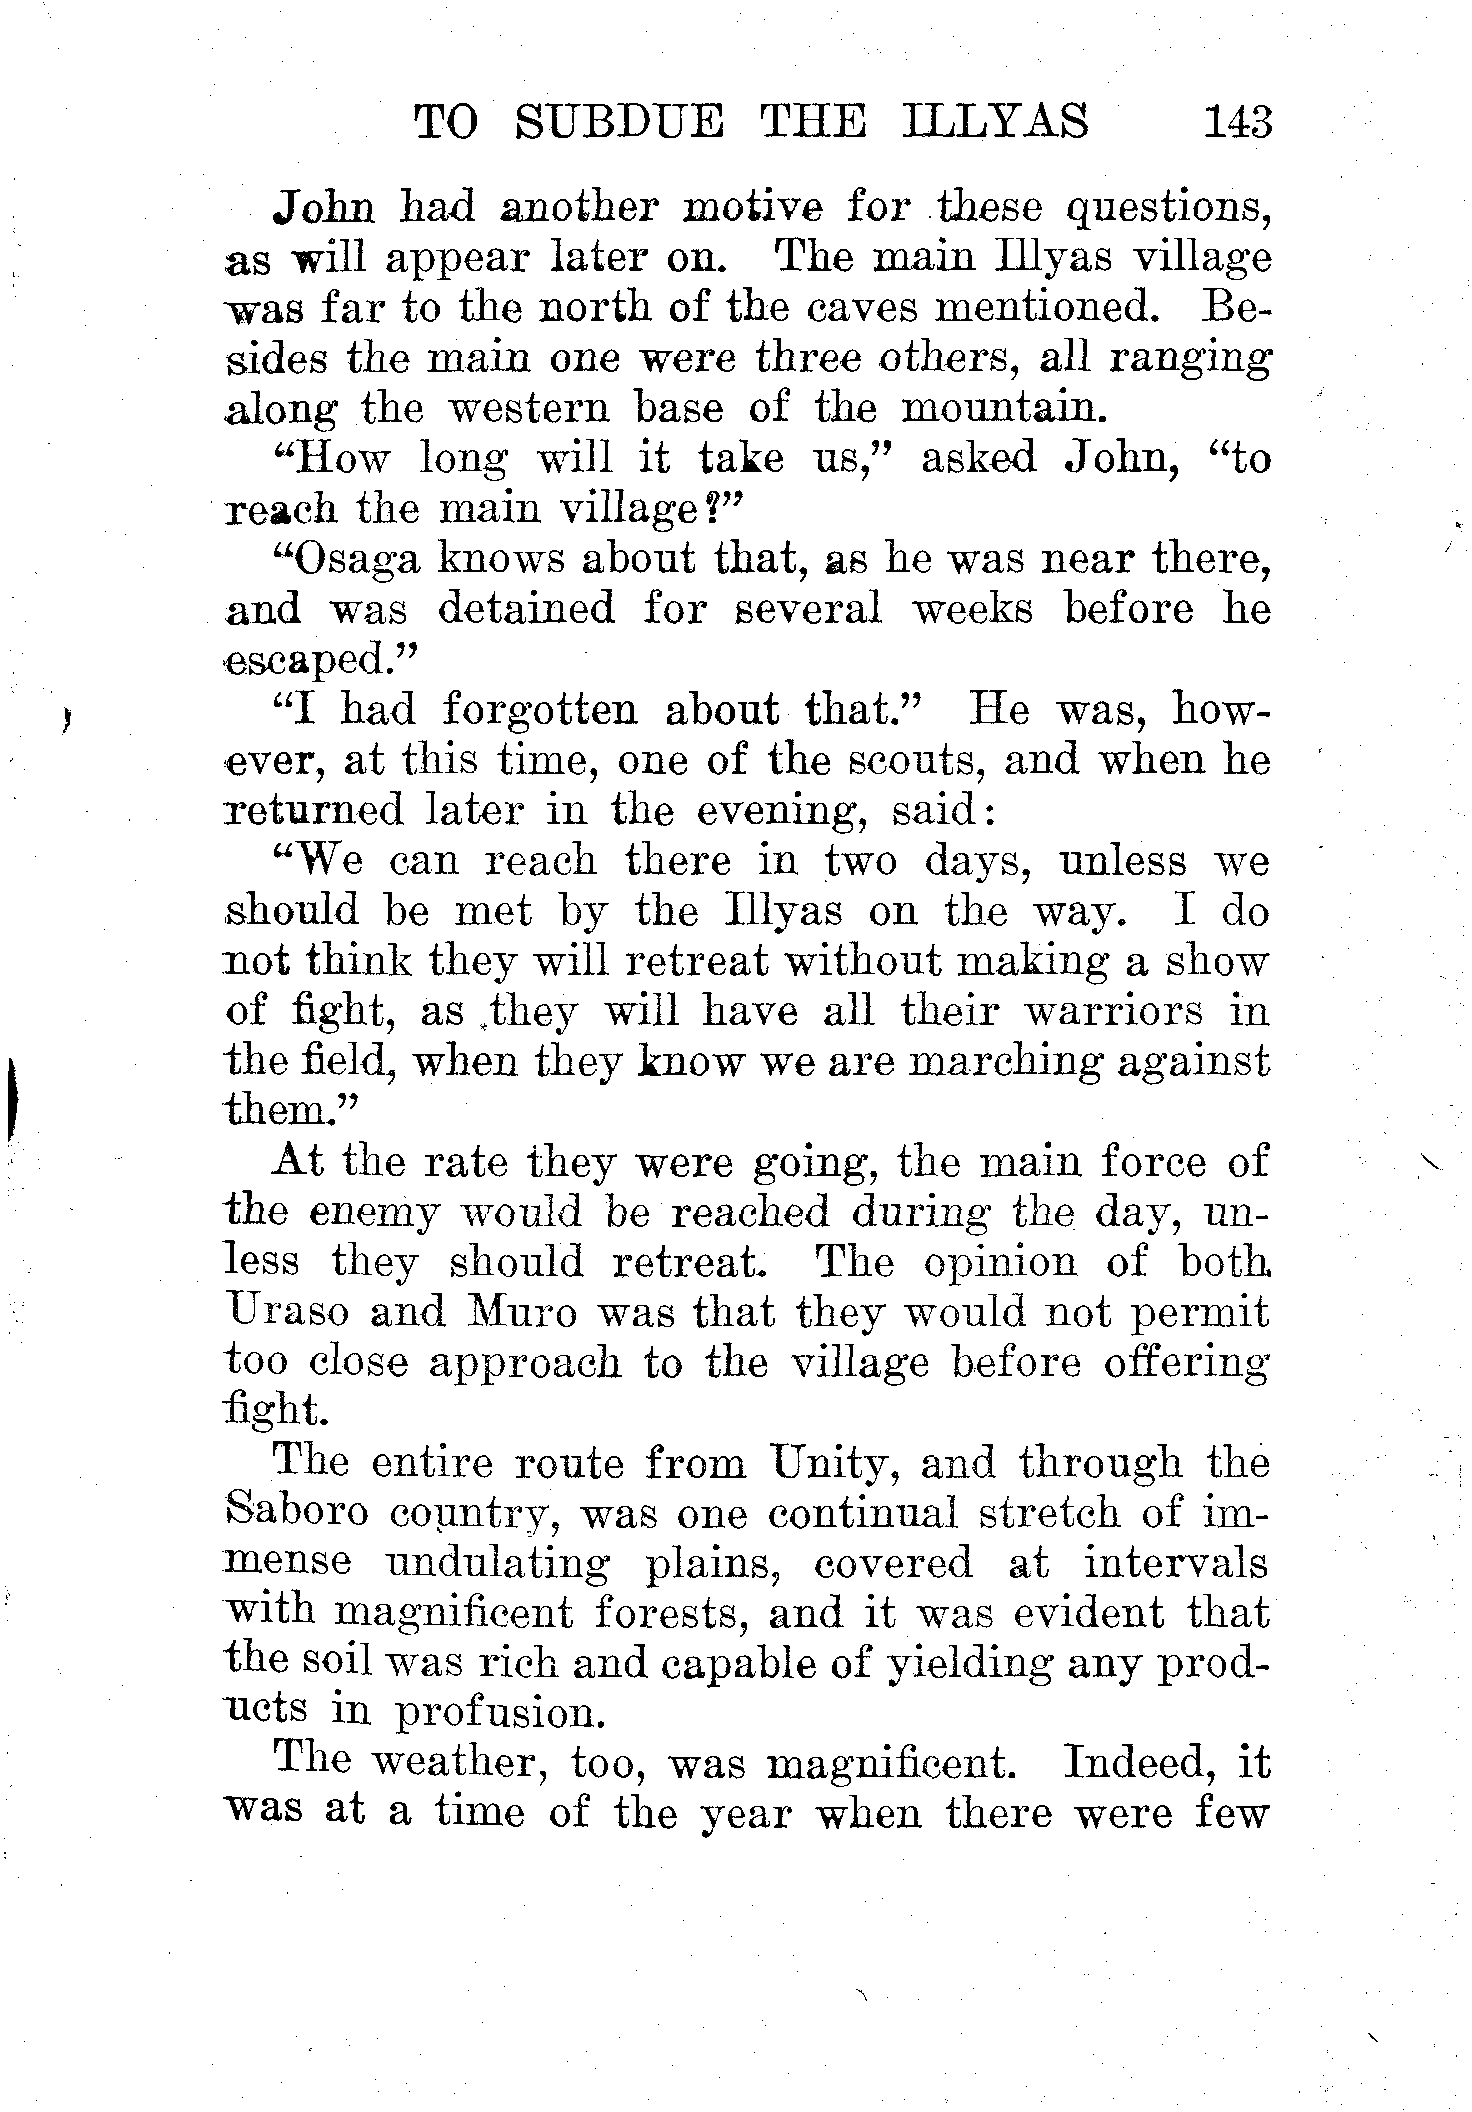 TO SUBDUE THE ILLYAS 143
John had another motive for these questions,
as will appear later on. The main Illyas village
was far to the north of the caves mentioned. Be-
sides the main one were three others, all ranging
along the western base of the mountain.
“How long will it take us,” asked John, “to
reach the main village?”
“Osaga knows about that, as he was near there,
and was detained for several weeks before he
escaped.”
“I had forgotten about that.” He was, how-
ever, at this time, one of the scouts, and when he
returned later in the evening, said:
“We can reach there in two days, unless we
should be met by the Illyas on the way. I do
not think they will retreat without making a show
of fight, as they will have all their warriors in
the field, when they know we are marching against
them.”
At the rate they were going, the main force of
the enemy would be reached during the day, un-
less they should retreat. The opinion of both
Uraso and Muro was that they would not permit
too close approach to the village before offering
fight.
The entire route from Unity, and through the
Saboro country, was one continual stretch of im-
mense undulating plains, covered at intervals
with magnificent forests, and it was evident that
the soil was rich and capable of yielding any prod-
ucts in profusion.
The weather, too, was magnificent. Indeed, it
was at a time of the year when there were few